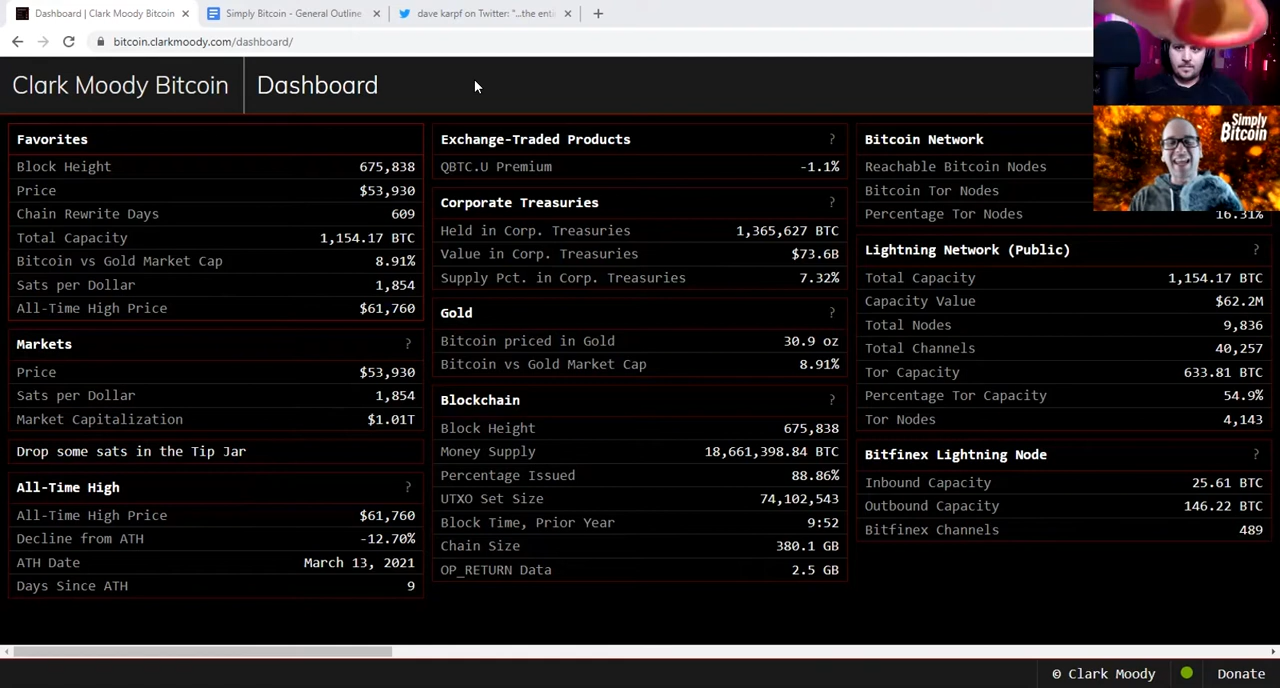 Dashboard | Clark Moody Bitcoin
Simply Bitcoin - General Outline
dave karpf on Twitter: "...the enti
bitcoin.clarkmoody.com/dashboard/
Clark Moody Bitcoin
Dashboard
Favorites
Block Height 675,838
Price $53,930
Chain Rewrite Days 609
Total Capacity 1,154.17 BTC
Bitcoin vs Gold Market Cap 8.91%
Sats per Dollar 1,854
All-Time High Price $61,760
Markets ?
Price $53,930
Sats per Dollar 1,854
Market Capitalization $1.01T
Drop some sats in the Tip Jar
All-Time High ?
All-Time High Price $61,760
Decline from ATH -12.70%
ATH Date March 13, 2021
Days Since ATH 9
Exchange-Traded Products ?
QBTC.U Premium -1.1%
Corporate Treasuries ?
Held in Corp. Treasuries 1,365,627 BTC
Value in Corp. Treasuries $73.6B
Supply Pct. in Corp. Treasuries 7.32%
Gold ?
Bitcoin priced in Gold 30.9 oz
Bitcoin vs Gold Market Cap 8.91%
Blockchain ?
Block Height 675,838
Money Supply 18,661,398.84 BTC
Percentage Issued 88.86%
UTXO Set Size 74,102,543
Block Time, Prior Year 9:52
Chain Size 380.1 GB
OP_RETURN Data 2.5 GB
Bitcoin Network
Reachable Bitcoin Nodes
Bitcoin Tor Nodes
Percentage Tor Nodes 16.31%
Lightning Network (Public) ?
Total Capacity 1,154.17 BTC
Capacity Value $62.2M
Total Nodes 9,836
Total Channels 40,257
Tor Capacity 633.81 BTC
Percentage Tor Capacity 54.9%
Tor Nodes 4,143
Bitfinex Lightning Node ?
Inbound Capacity 25.61 BTC
Outbound Capacity 146.22 BTC
Bitfinex Channels 489
Simply
Bitcoin
© Clark Moody
Donate